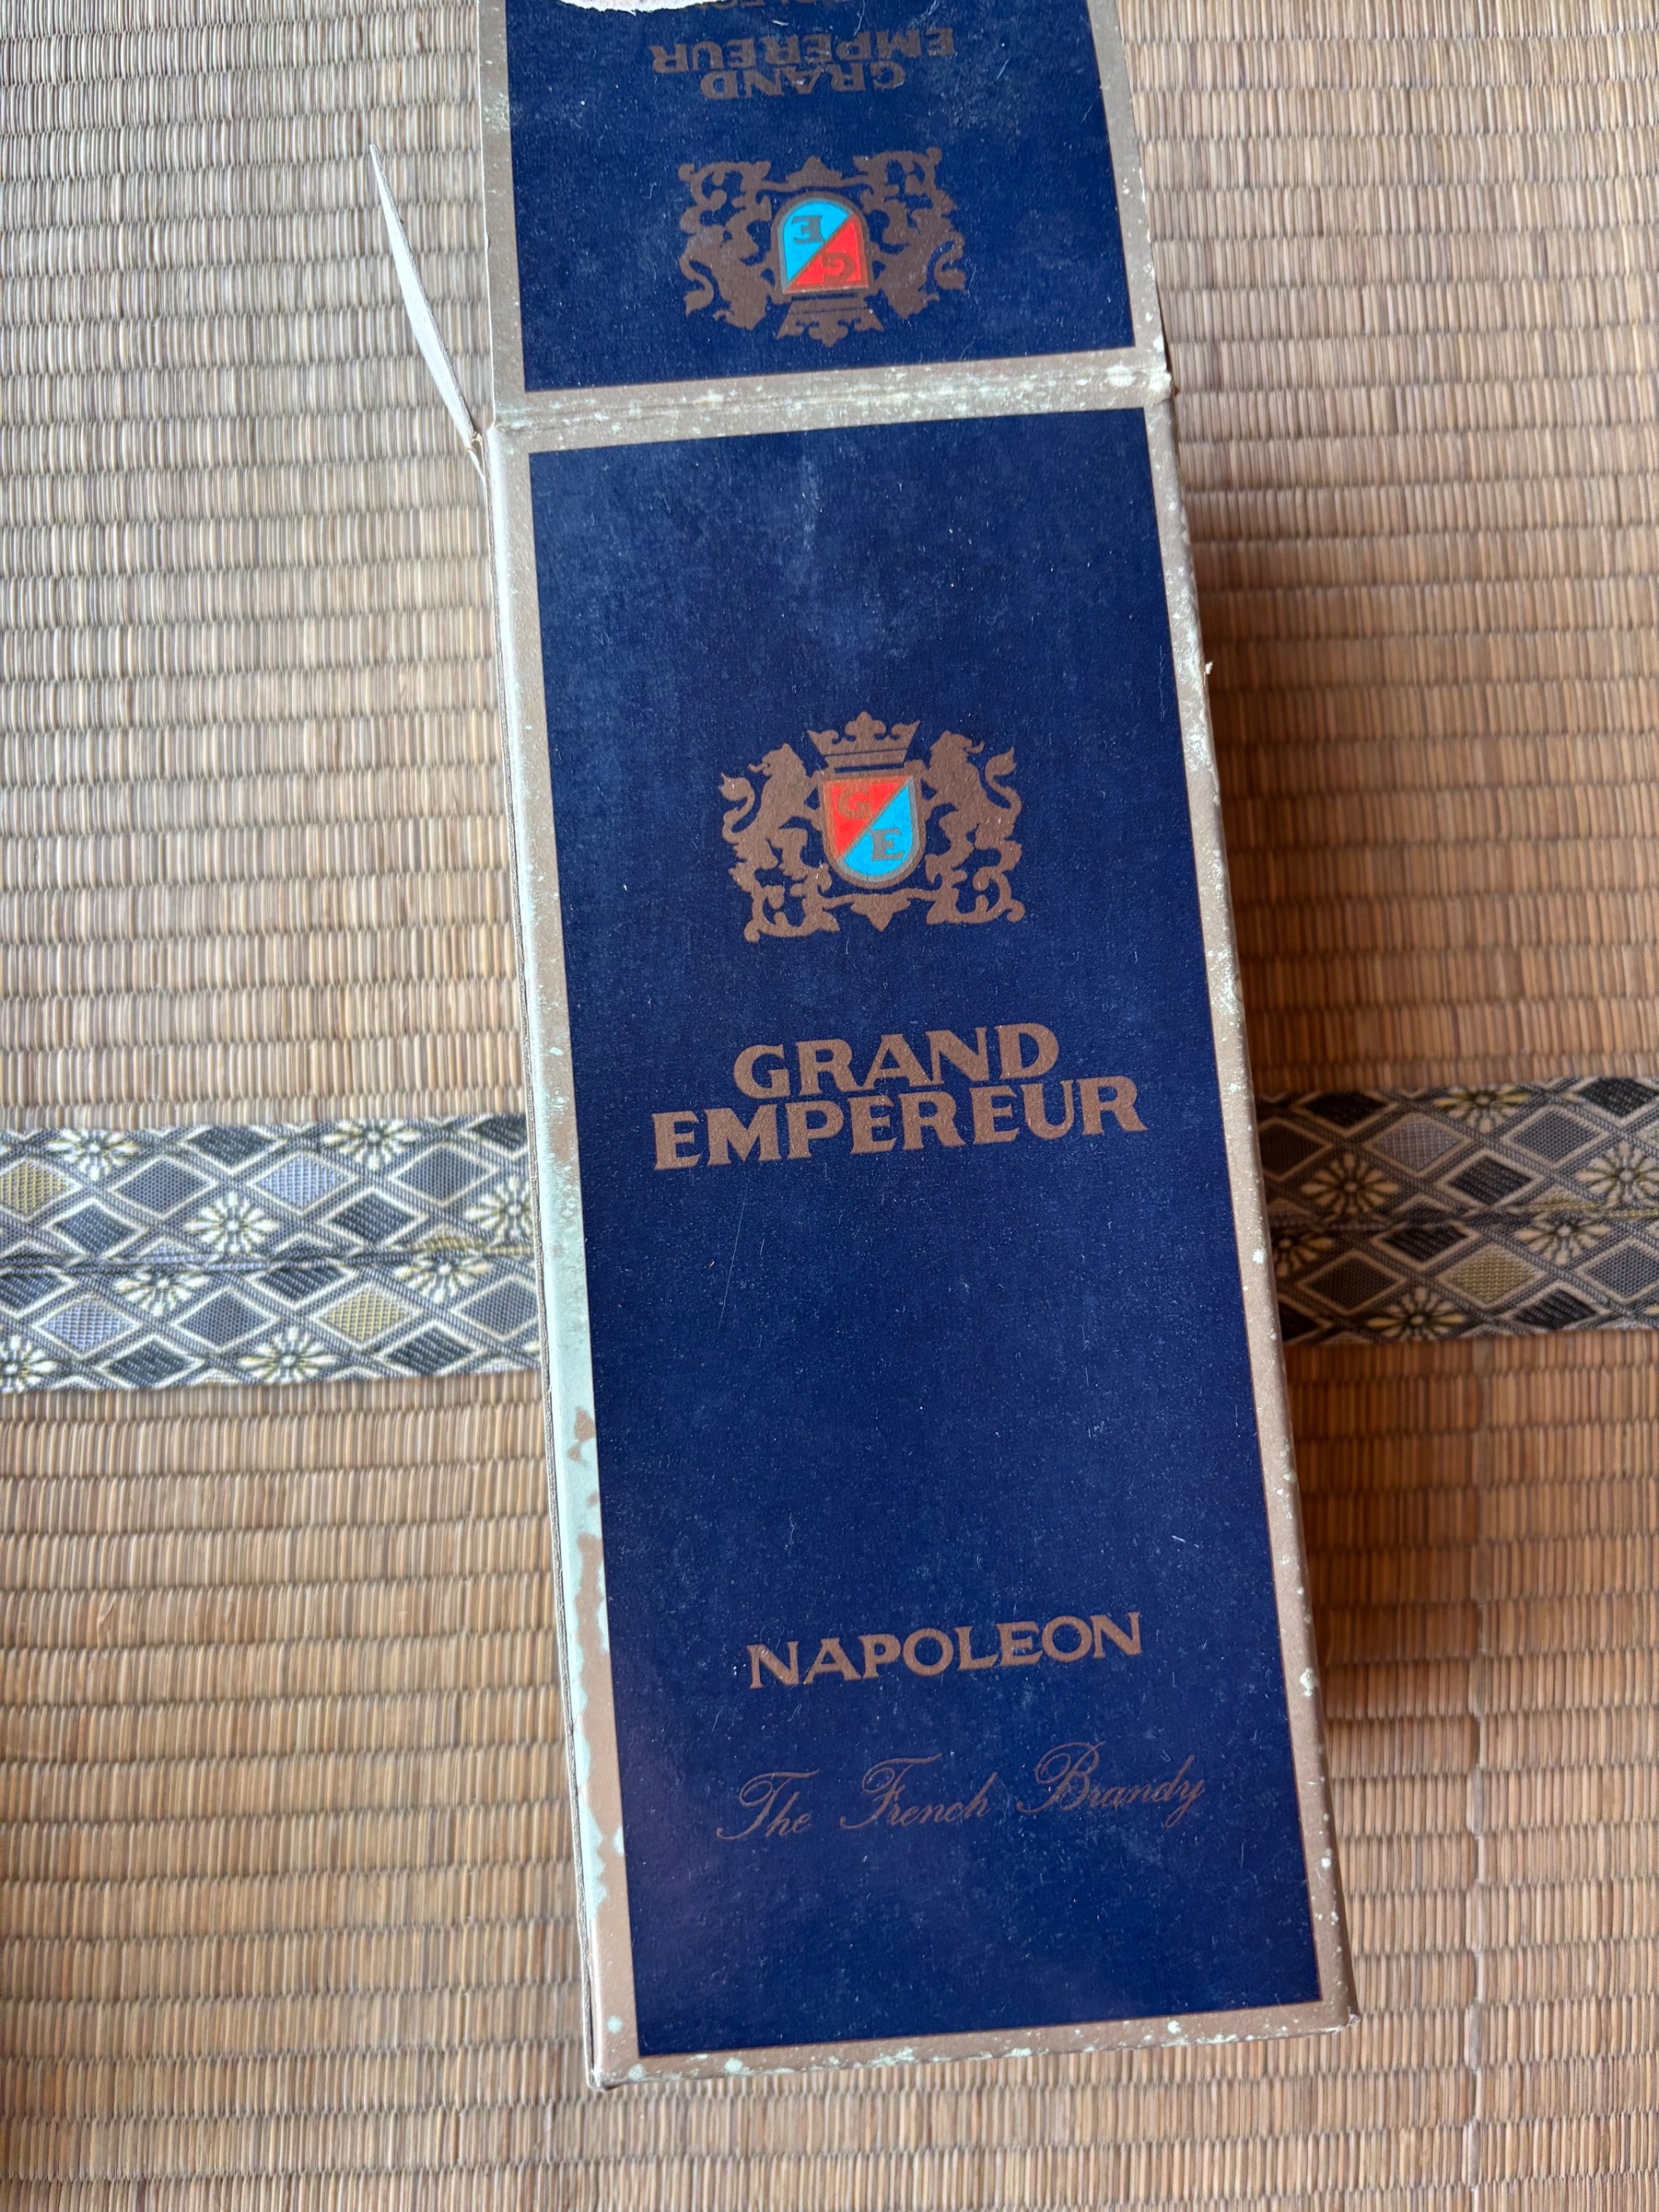 GRAND
EMPEREUR
G
E
G
E
GRAND
EMPEREUR
NAPOLEON
The French Brandy